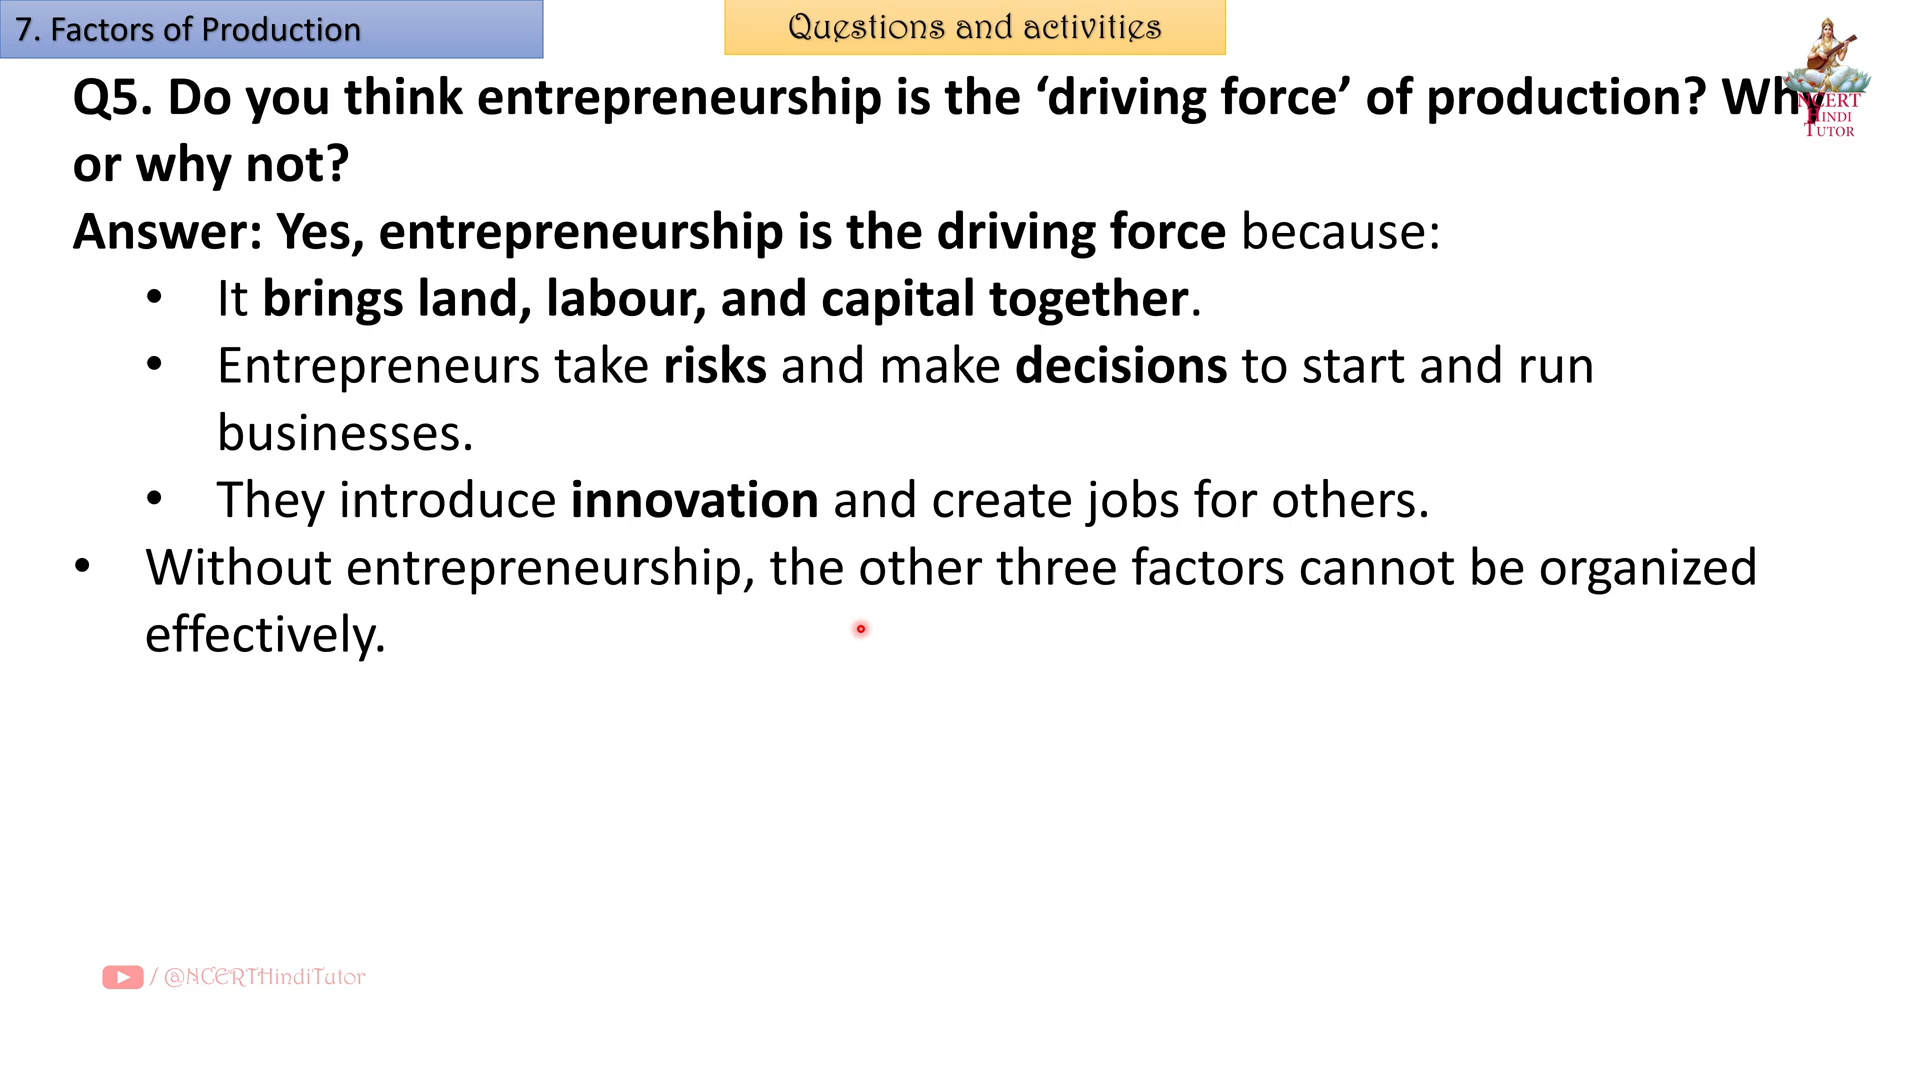 7. Factors of Production
Questions and activities
Q5. Do you think entrepreneurship is the ‘driving force’ of production? Why
or why not?
Answer: Yes, entrepreneurship is the driving force because:
• It brings land, labour, and capital together.
• Entrepreneurs take risks and make decisions to start and run
businesses.
• They introduce innovation and create jobs for others.
• Without entrepreneurship, the other three factors cannot be organized
effectively.
NCERT
HINDI
TUTOR
/ @NCERTHindiTutor